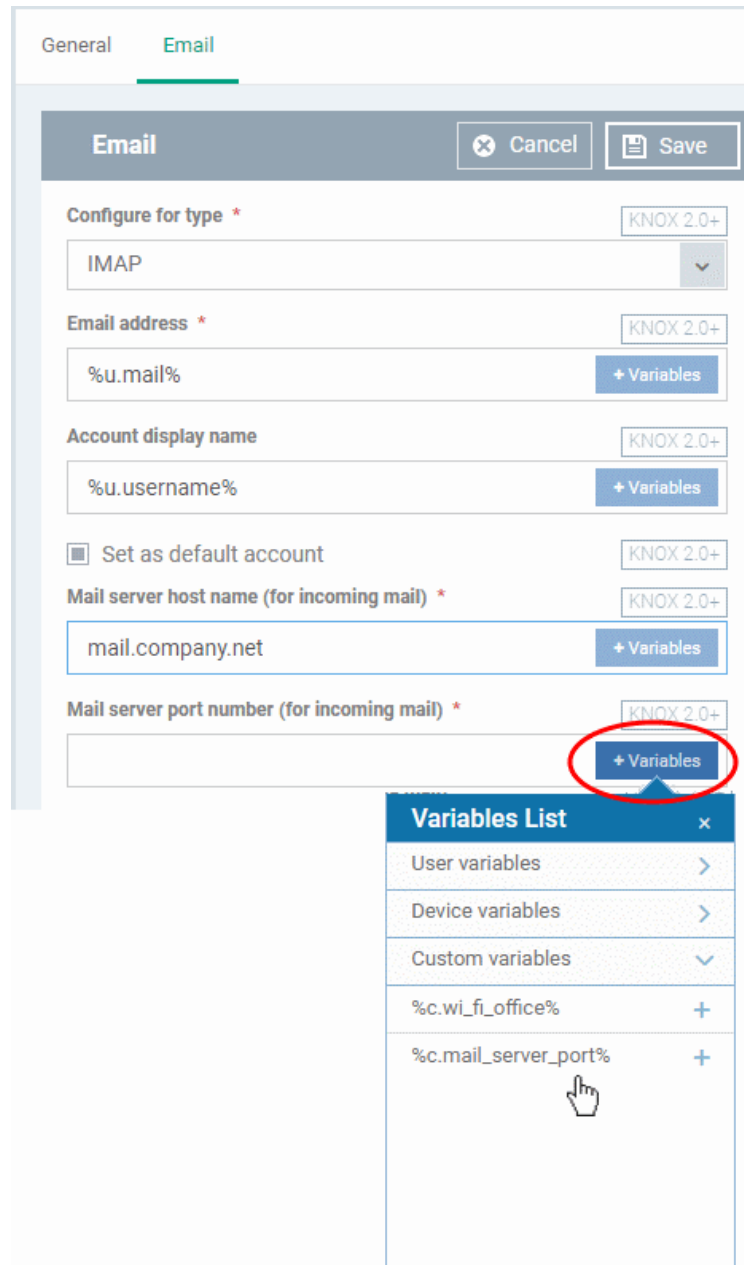 General Email
Email Cancel Save
Configure for type * KNOX 2.0+
IMAP
Email address * KNOX 2.0+
%u.mail% + Variables
Account display name KNOX 2.0+
%u.username% + Variables
Set as default account KNOX 2.0+
Mail server host name (for incoming mail) * KNOX 2.0+
mail.company.net + Variables
Mail server port number (for incoming mail) * KNOX 2.0+
+ Variables
Variables List ×
User variables
Device variables
Custom variables
%c.wi_fi_office% +
%c.mail_server_port% +